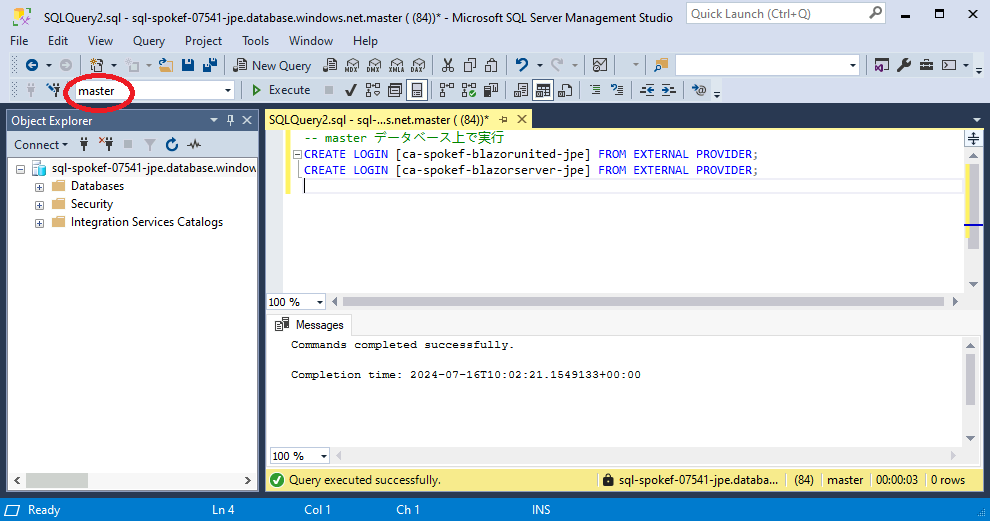 SQLQuery2.sql - sql-spokef-07541-jpe.database.windows.net.master ( (84))* - Microsoft SQL Server Management Studio
Quick Launch (Ctrl+Q)
File Edit View Query Project Tools Window Help
New Query MDX DMX XMLA DAX
master Execute
Object Explorer
Connect
sql-spokef-07541-jpe.database.window
Databases
Security
Integration Services Catalogs
SQLQuery2.sql - sql-...s.net.master ( (84))*
-- master データベース上で実行
CREATE LOGIN [ca-spokef-blazorunited-jpe] FROM EXTERNAL PROVIDER;
CREATE LOGIN [ca-spokef-blazorserver-jpe] FROM EXTERNAL PROVIDER;
100 %
Messages
Commands completed successfully.
Completion time: 2024-07-16T10:02:21.1549133+00:00
100 %
Query executed successfully. sql-spokef-07541-jpe.databa... (84) master 00:00:03 0 rows
Ready Ln 4 Col 1 Ch 1 INS